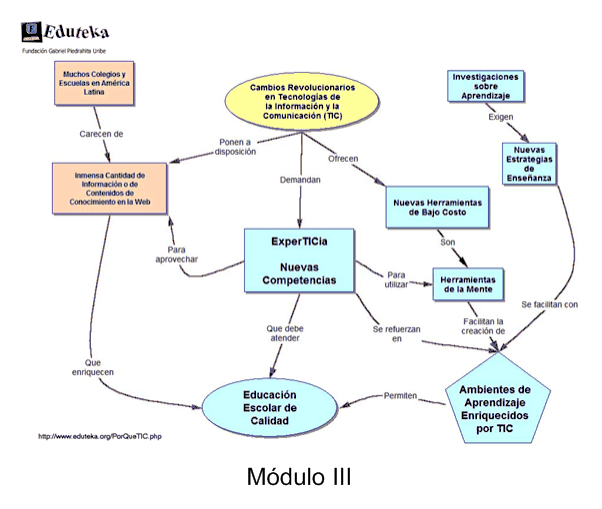 Eduteka
Fundación Gabriel Piedrahita Uribe
Muchos Colegios y
Escuelas en América
Latina
Cambios Revolucionarios
en Tecnologías de
la Información y la
Comunicación (TIC)
Investigaciones
sobre
Aprendizaje
Carecen de
Ponen a
disposición
Ofrecen
Exigen
Demandan
Inmensa Cantidad de
Información o de
Contenidos de
Conocimiento en la Web
Nuevas
Estrategias
de
Enseñanza
Nuevas Herramientas
de Bajo Costo
Para
aprovechar
ExperTICia
Nuevas
Competencias
Son
Para
utilizar
Herramientas
de la Mente
Se facilitan con
Que debe
atender
Se refuerzan
en
Facilitan la
creación de
Que
enriquecen
Educación
Escolar de
Calidad
Permiten
Ambientes de
Aprendizaje
Enriquecidos
por TIC
http://www.eduteka.org/PorQueTIC.php
Módulo III